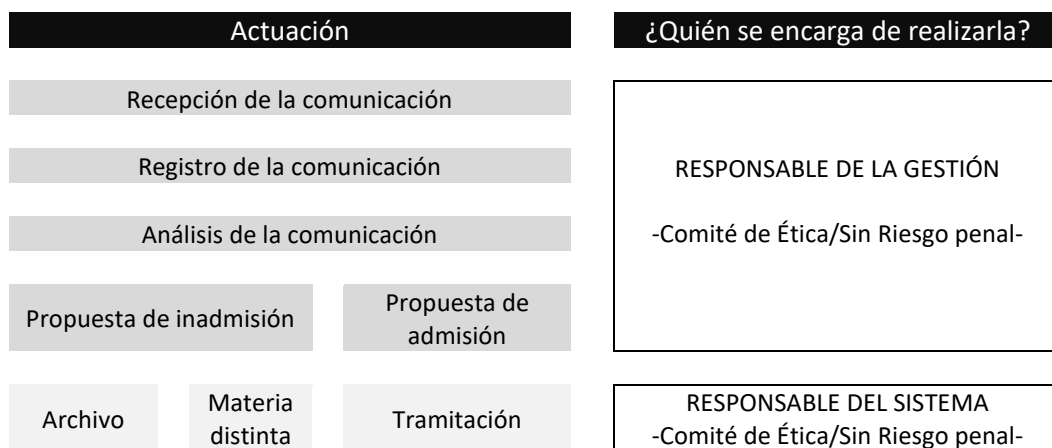 Actuación
¿Quién se encarga de realizarla?
Recepción de la comunicación
Registro de la comunicación
RESPONSABLE DE LA GESTIÓN
Análisis de la comunicación
-Comité de Ética/Sin Riesgo penal-
Propuesta de inadmisión
Propuesta de
admisión
Archivo
Materia
distinta
Tramitación
RESPONSABLE DEL SISTEMA
-Comité de Ética/Sin Riesgo penal-